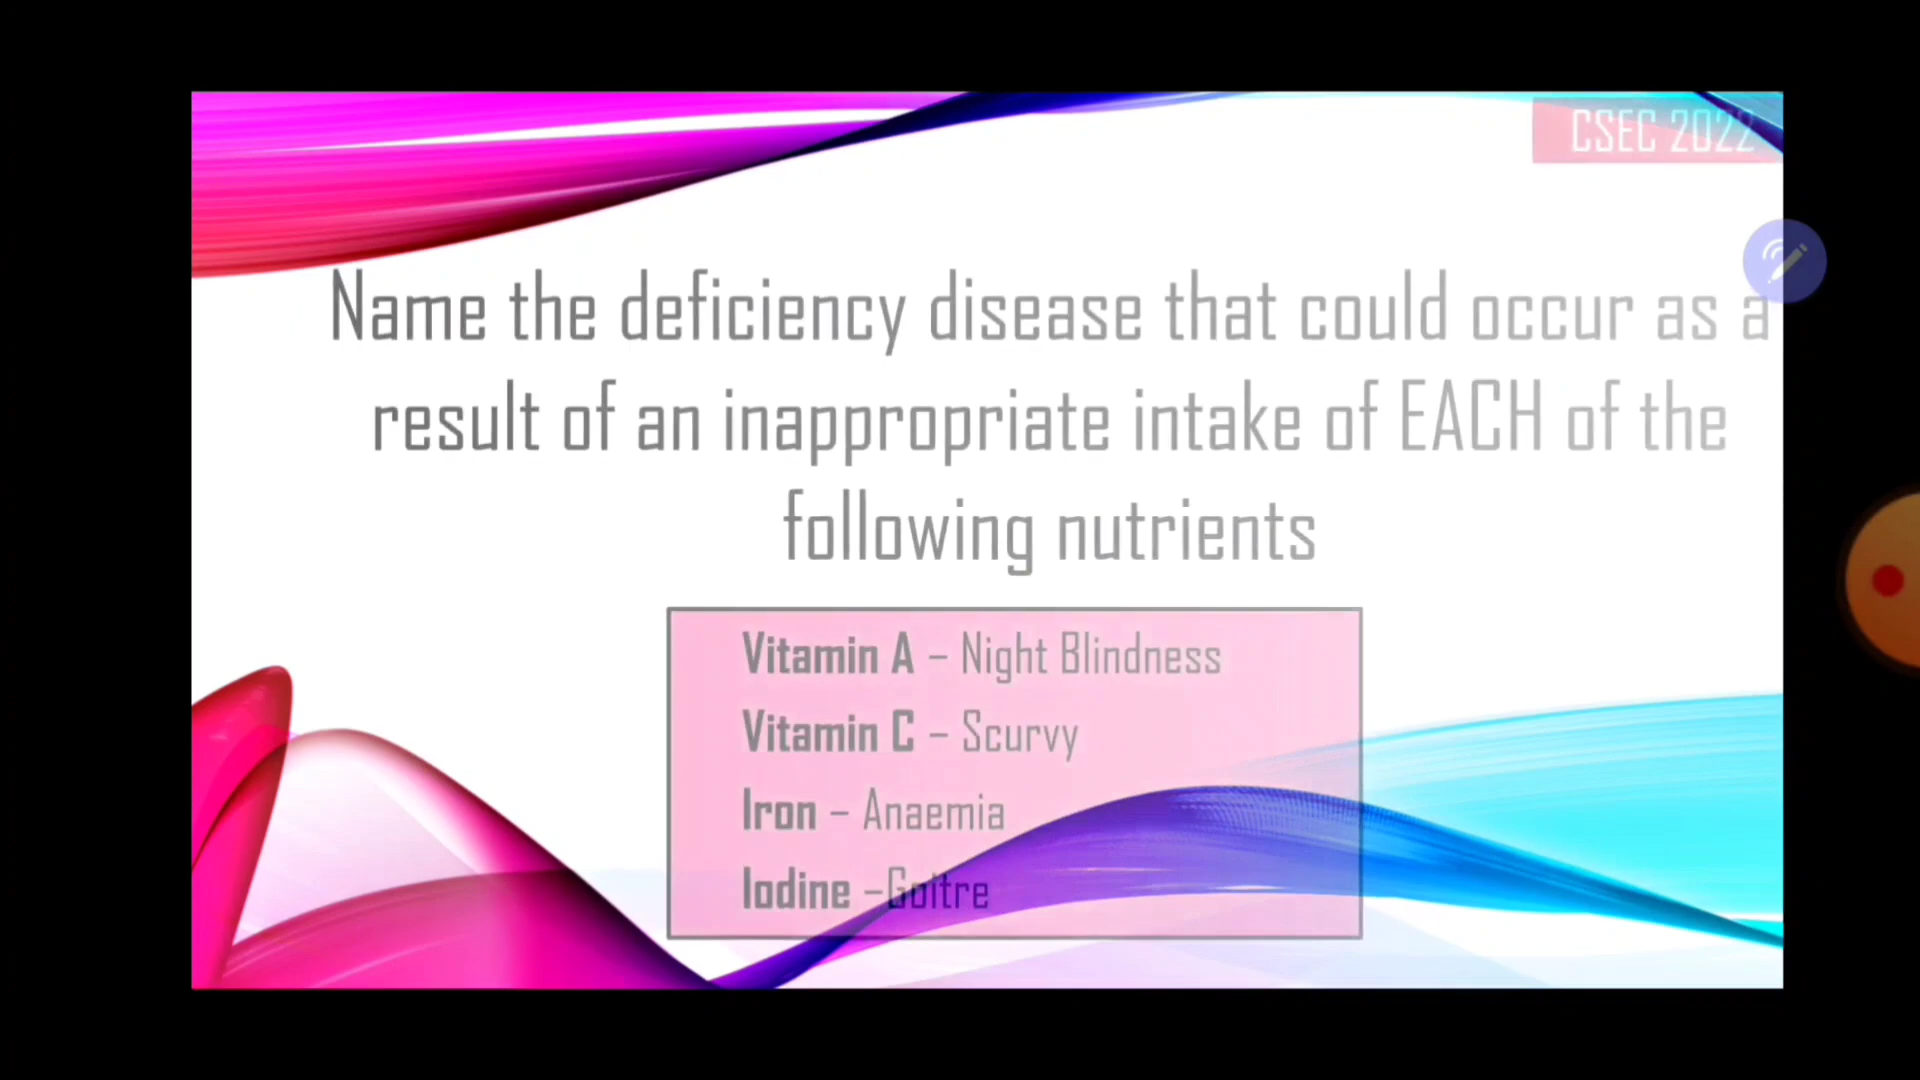 CSEC 2022
Name the deficiency disease that could occur as a
result of an inappropriate intake of EACH of the
following nutrients
Vitamin A – Night Blindness
Vitamin C – Scurvy
Iron – Anaemia
Iodine –Goitre